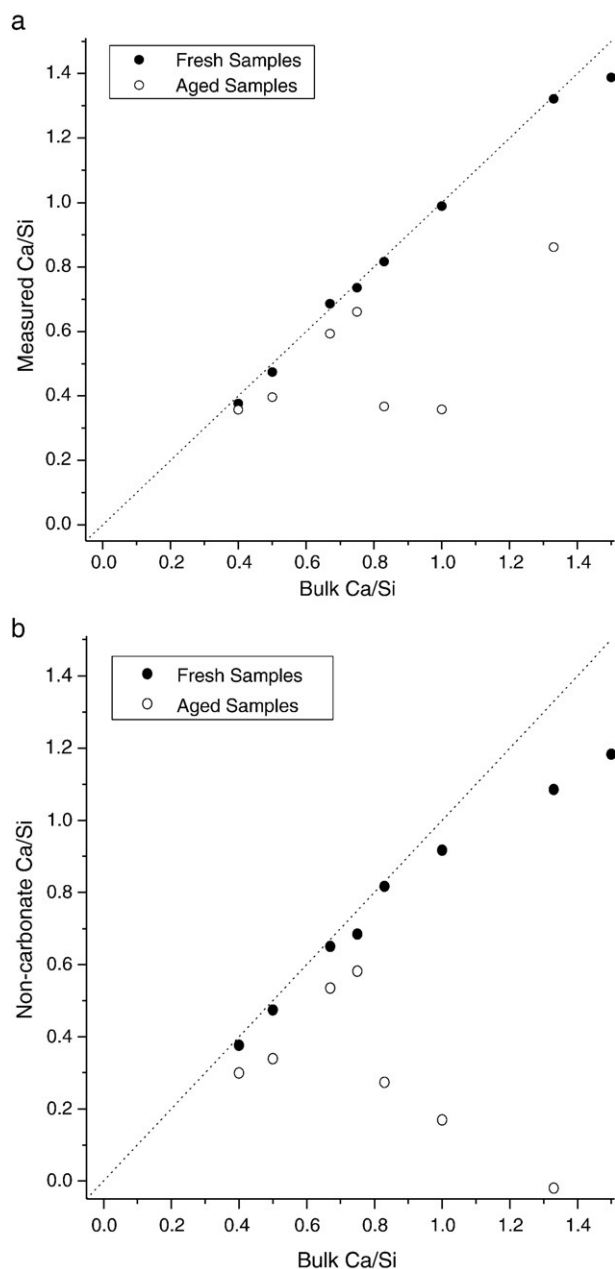 a
Fresh Samples
Aged Samples
1.4
1.2
1.0
0.8
0.6
0.4
0.2
0.0
Measured Ca/Si
0.0 0.2 0.4 0.6 0.8 1.0 1.2 1.4
Bulk Ca/Si
b
Fresh Samples
Aged Samples
1.4
1.2
1.0
0.8
0.6
0.4
0.2
0.0
Non-carbonate Ca/Si
0.0 0.2 0.4 0.6 0.8 1.0 1.2 1.4
Bulk Ca/Si